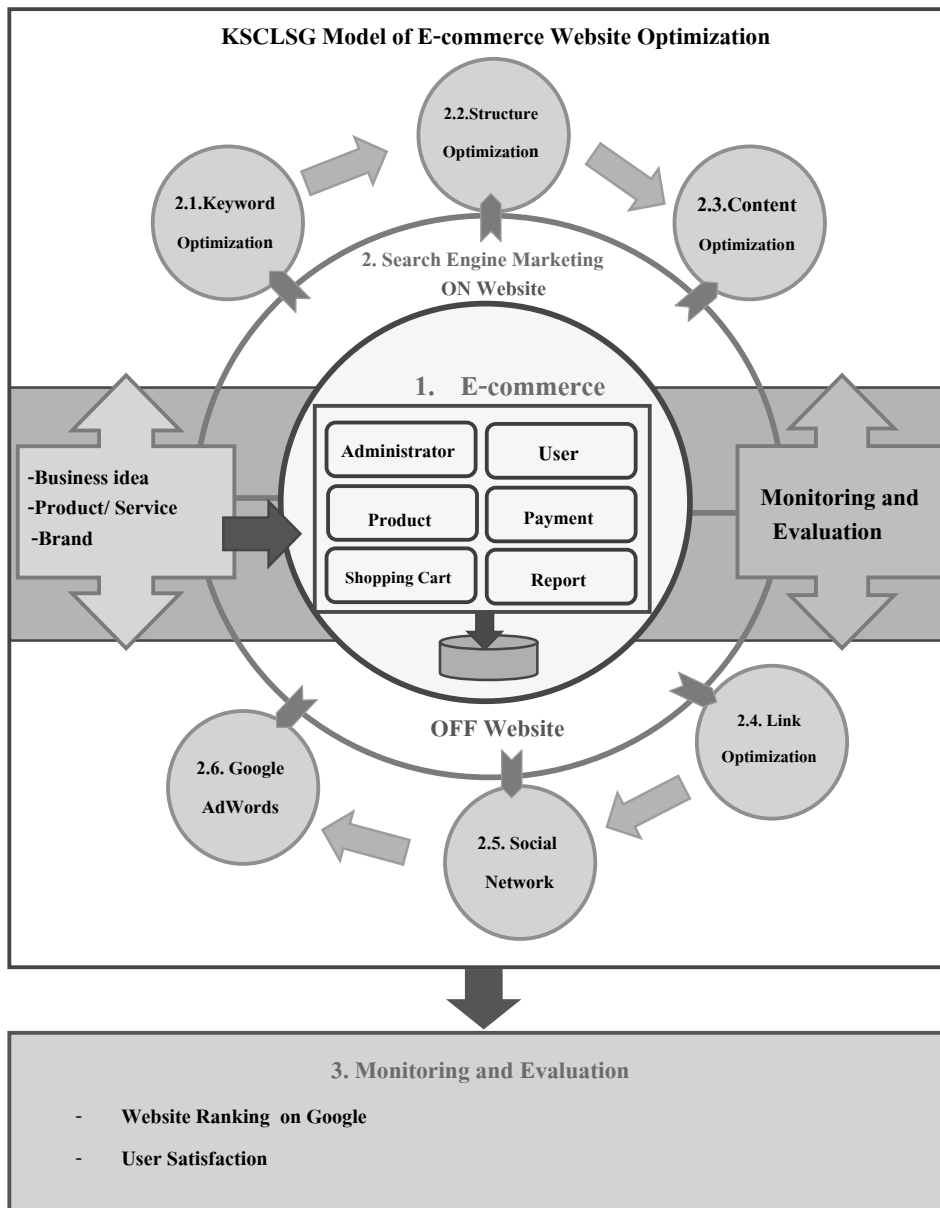 KSCLSG Model of E-commerce Website Optimization
2.2.Structure
Optimization
2.1.Keyword
Optimization
2.3.Content
Optimization
2. Search Engine Marketing
ON Website
1. E-commerce
Administrator
User
Product
Payment
Shopping Cart
Report
-Business idea
-Product/ Service
-Brand
Monitoring and
Evaluation
OFF Website
2.4. Link
Optimization
2.6. Google
AdWords
2.5. Social
Network
3. Monitoring and Evaluation
- Website Ranking on Google
- User Satisfaction